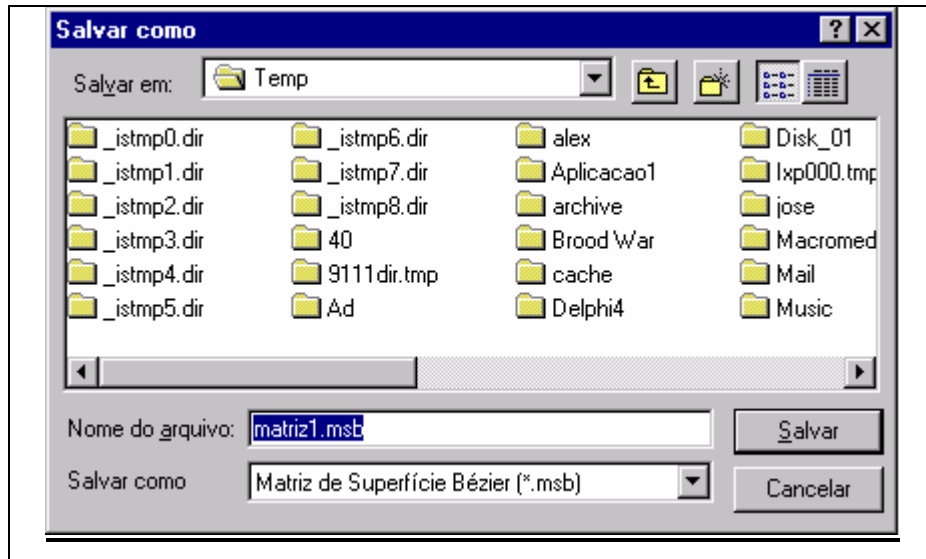 Salvar como
Salvar em: Temp
_istmp0.dir _istmp6.dir alex Disk_01
_istmp1.dir _istmp7.dir Aplicacao1 lxp000.tmp
_istmp2.dir _istmp8.dir archive jose
_istmp3.dir 40 Brood War Macromed
_istmp4.dir 9111dir.tmp cache Mail
_istmp5.dir Ad Delphi4 Music
Nome do arquivo: matriz1.msb Salvar
Salvar como Matriz de Superfície Bézier (*.msb) Cancelar